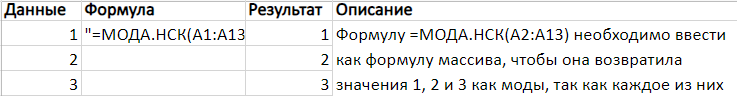 Данные Формула Результат Описание
1 "=МОДА.НСК(A1:A13 1 Формулу =МОДА.НСК(A2:A13) необходимо ввести
2 2 как формулу массива, чтобы она возвратила
3 3 значения 1, 2 и 3 как моды, так как каждое из них